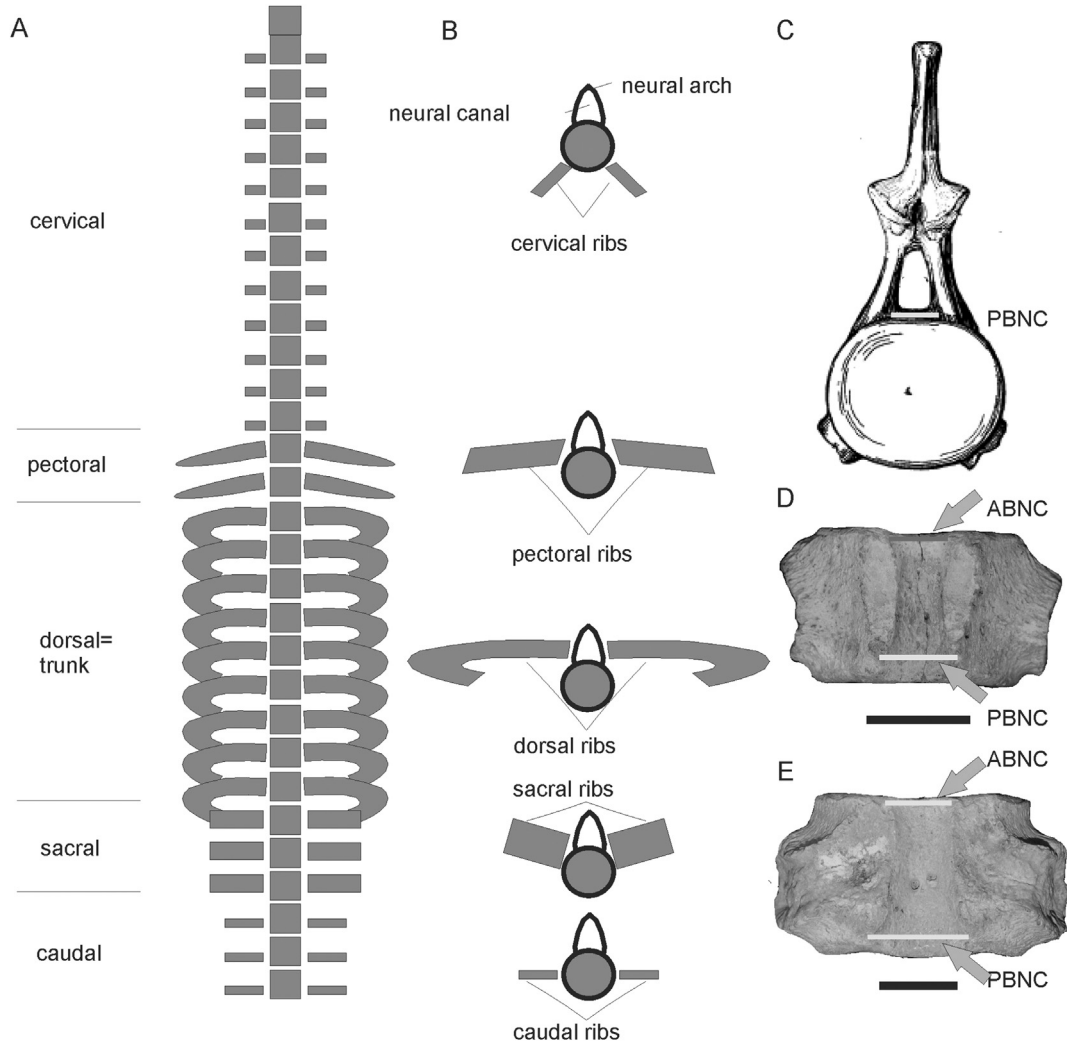 A
cervical
pectoral
dorsal=
trunk
sacral
caudal
B
neural arch
neural canal
cervical ribs
pectoral ribs
dorsal ribs
sacral ribs
caudal ribs
C
PBNC
D
ABNC
PBNC
E
ABNC
PBNC